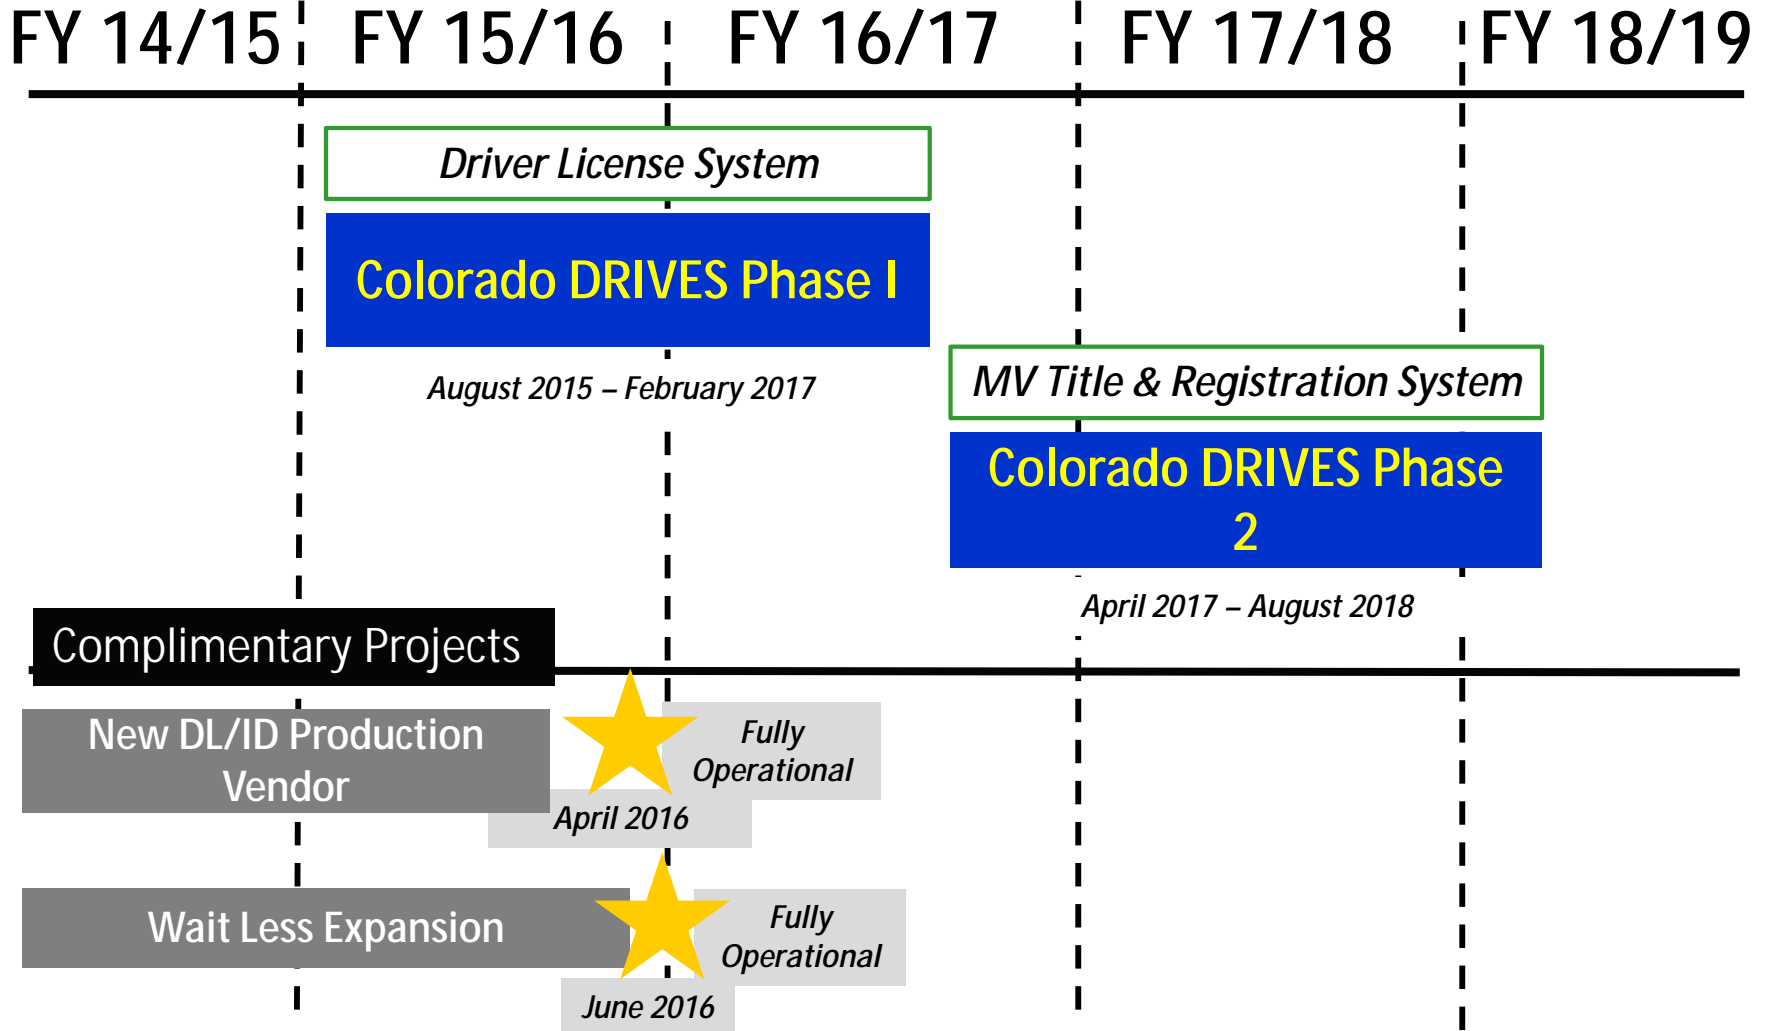 FY 14/15 FY 15/16 FY 16/17 FY 17/18 FY 18/19
Driver License System
Colorado DRIVES Phase I
August 2015 – February 2017
MV Title & Registration System
Colorado DRIVES Phase
2
April 2017 – August 2018
Complimentary Projects
New DL/ID Production
Vendor
Fully
Operational
April 2016
Wait Less Expansion
Fully
Operational
June 2016